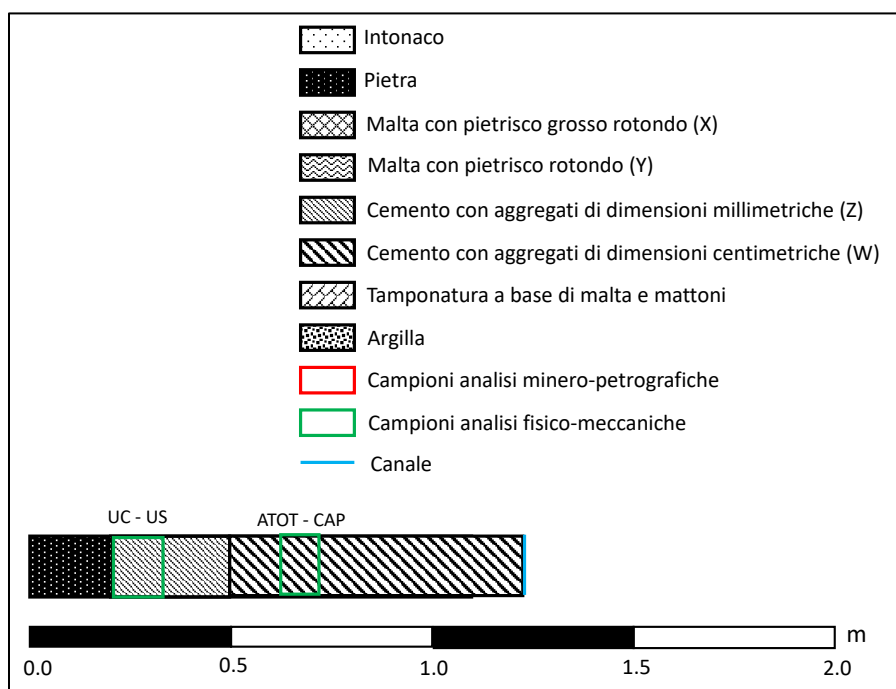 Intonaco
Pietra
Malta con pietrisco grosso rotondo (X)
Malta con pietrisco rotondo (Y)
Cemento con aggregati di dimensioni millimetriche (Z)
Cemento con aggregati di dimensioni centimetriche (W)
Tamponatura a base di malta e mattoni
Argilla
Campioni analisi minero-petrografiche
Campioni analisi fisico-meccaniche
Canale
UC - US ATOT - CAP
m
0.0 0.5 1.0 1.5 2.0